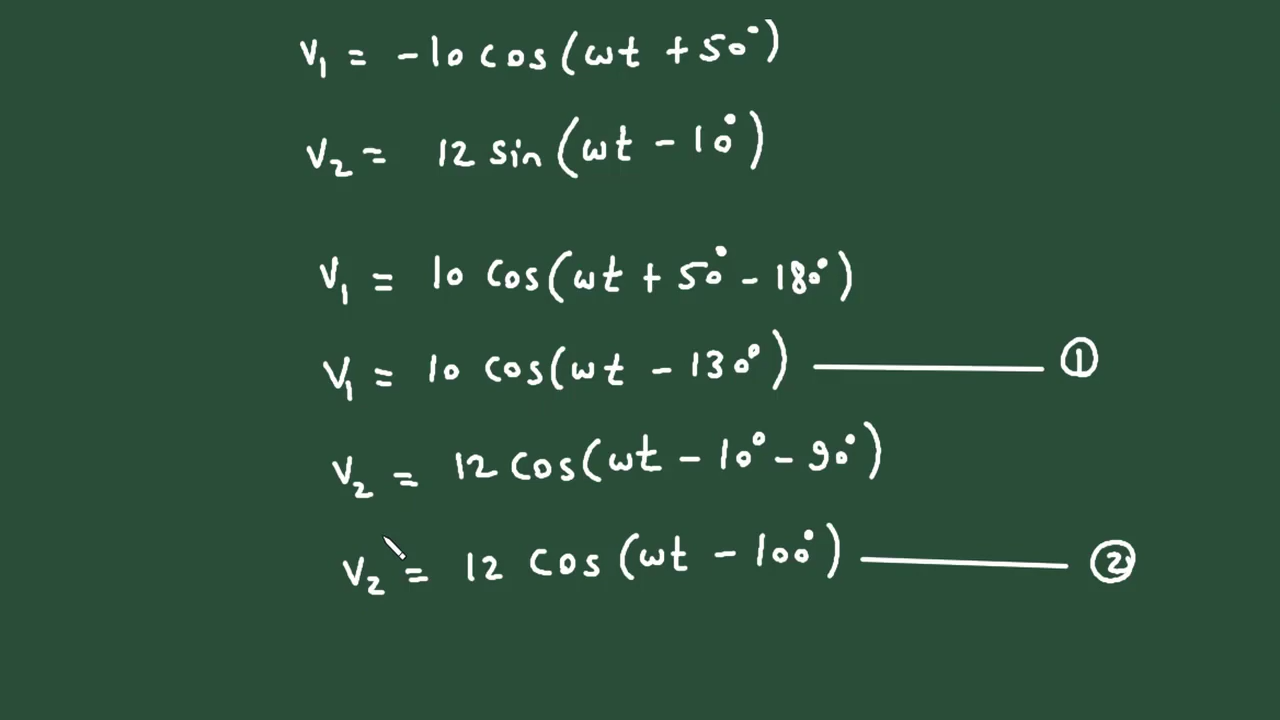 v₁ = -10 cos(ωt + 50°)
v₂ = 12 sin(ωt - 10°)
v₁ = 10 cos(ωt + 50° - 180°)
v₁ = 10 cos(ωt - 130°) ——— ①
v₂ = 12 cos(ωt - 10° - 90°)
v₂ = 12 cos(ωt - 100°) ——— ②